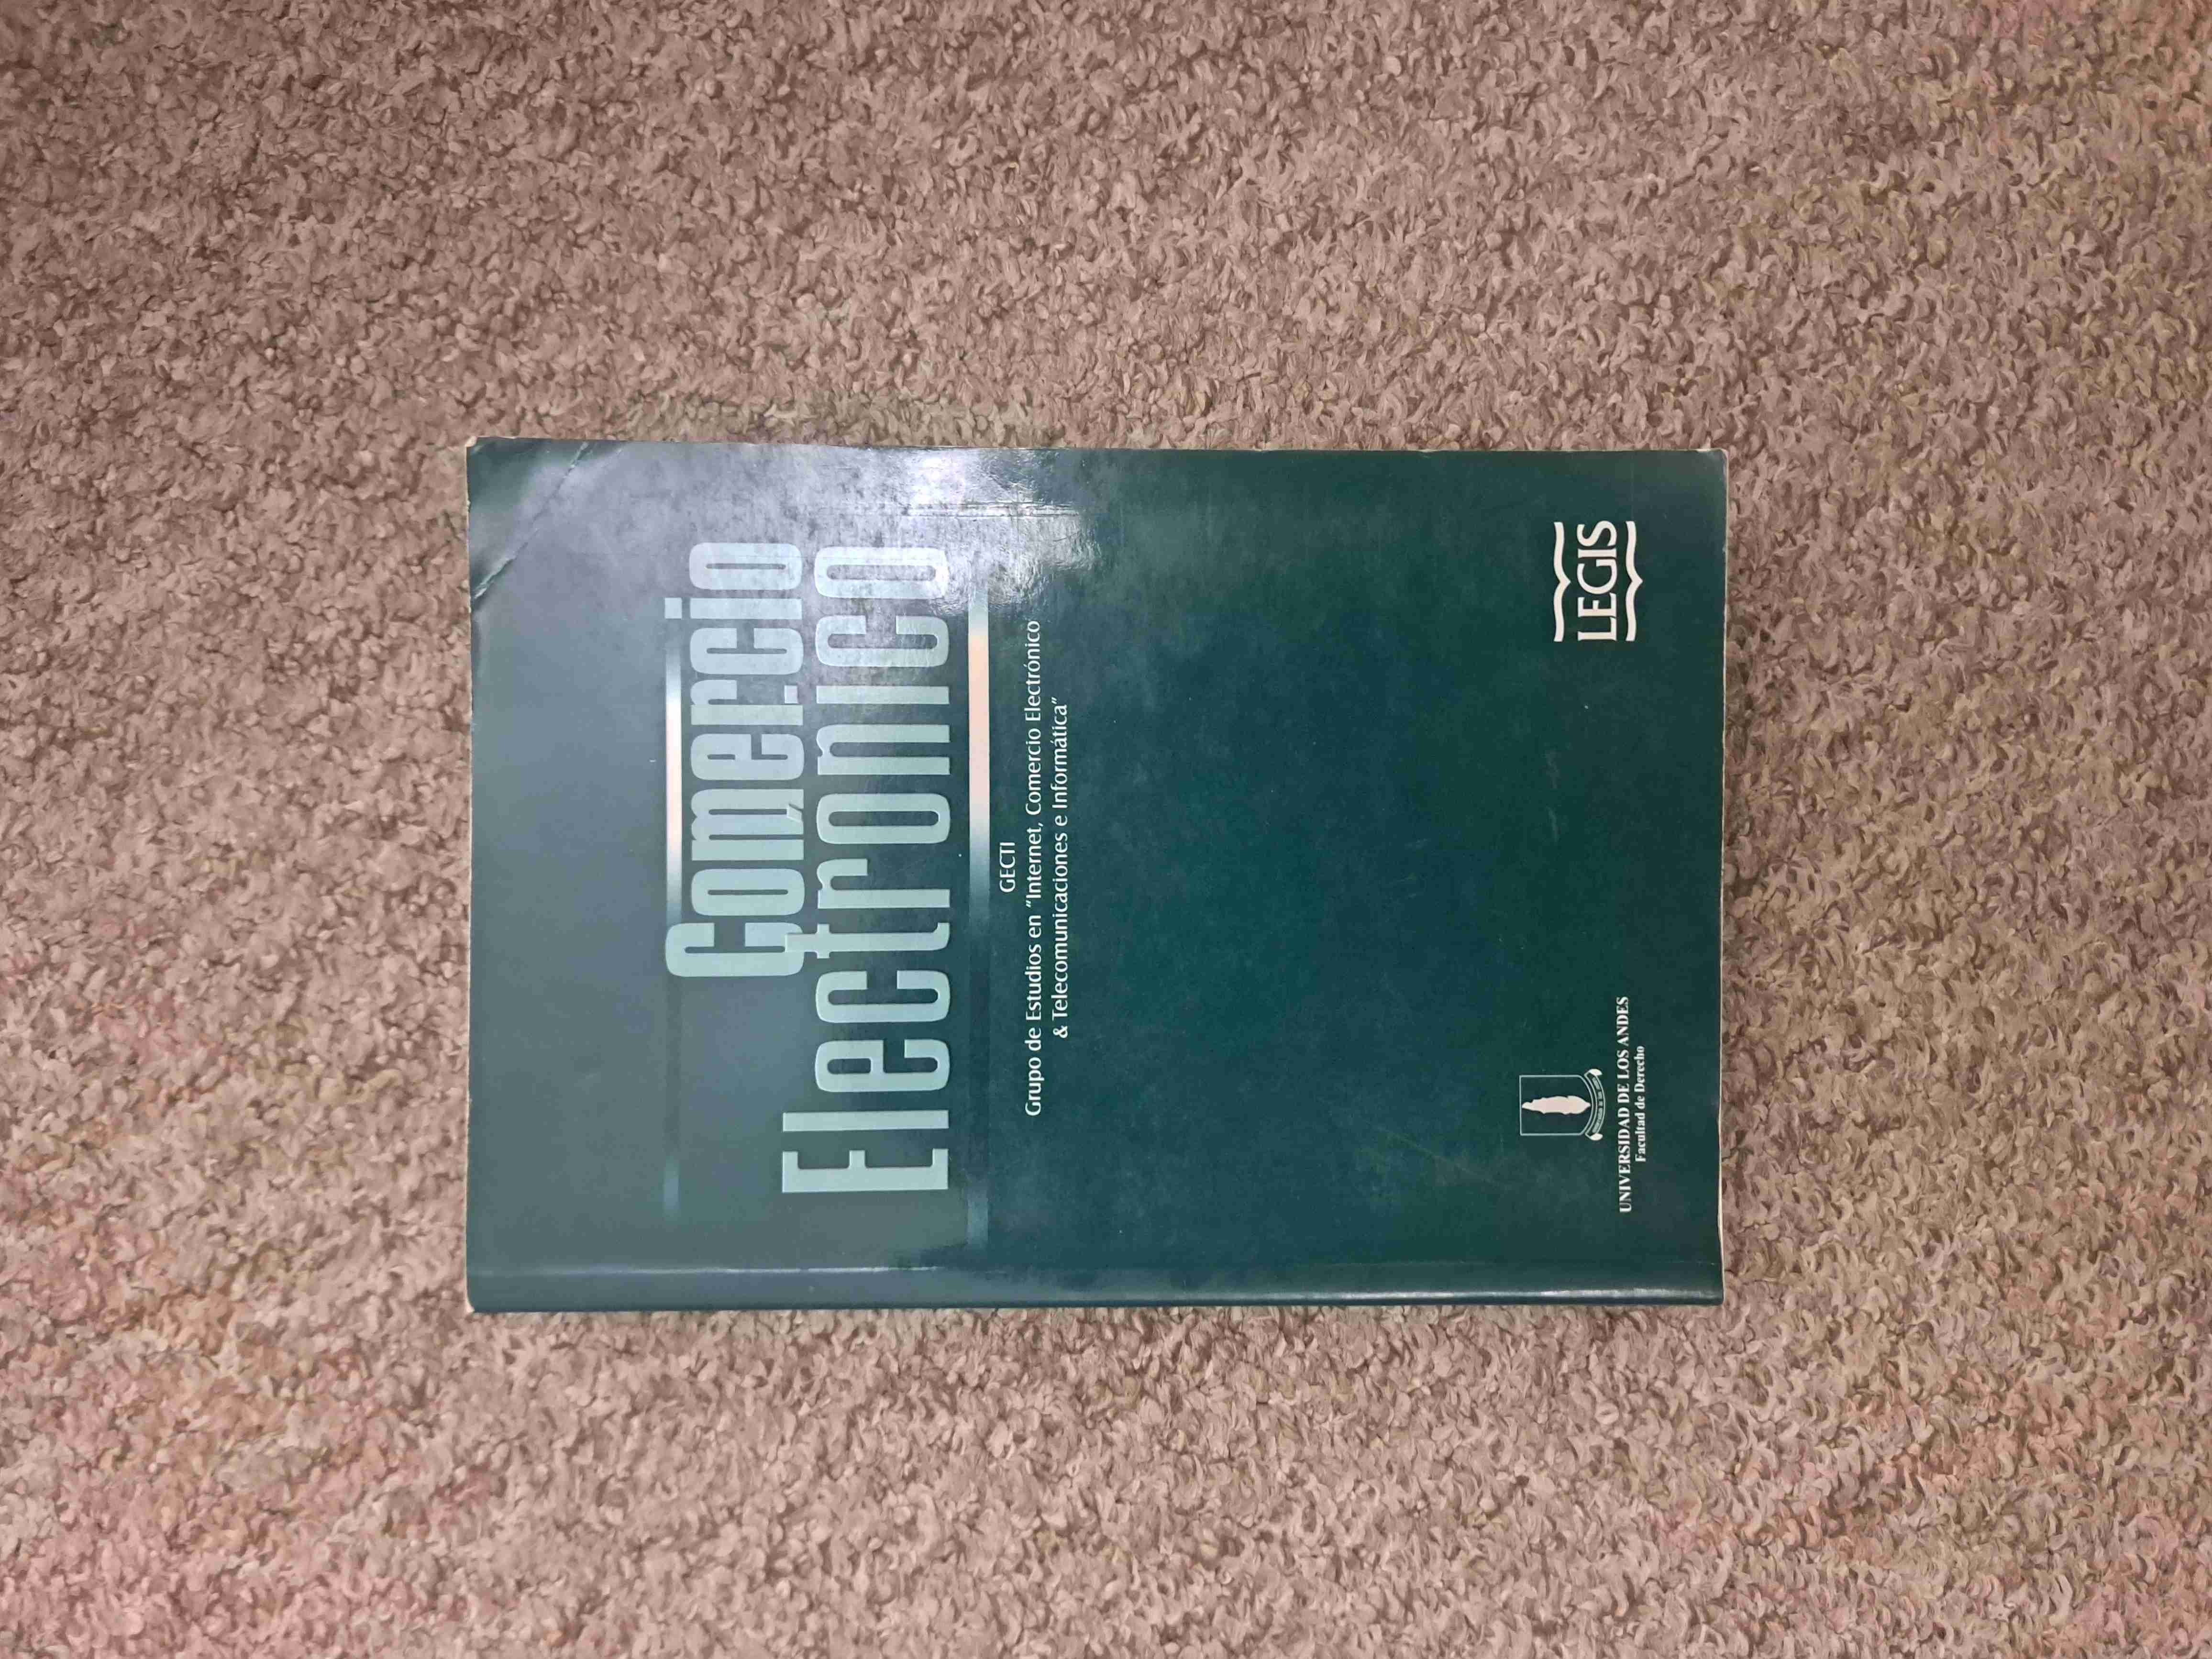 Comercio
Electrónico
GECTI
Grupo de Estudios en "Internet, Comercio Electrónico
& Telecomunicaciones e Informática"
UNIVERSIDAD DE LOS ANDES
Facultad de Derecho
LEGIS